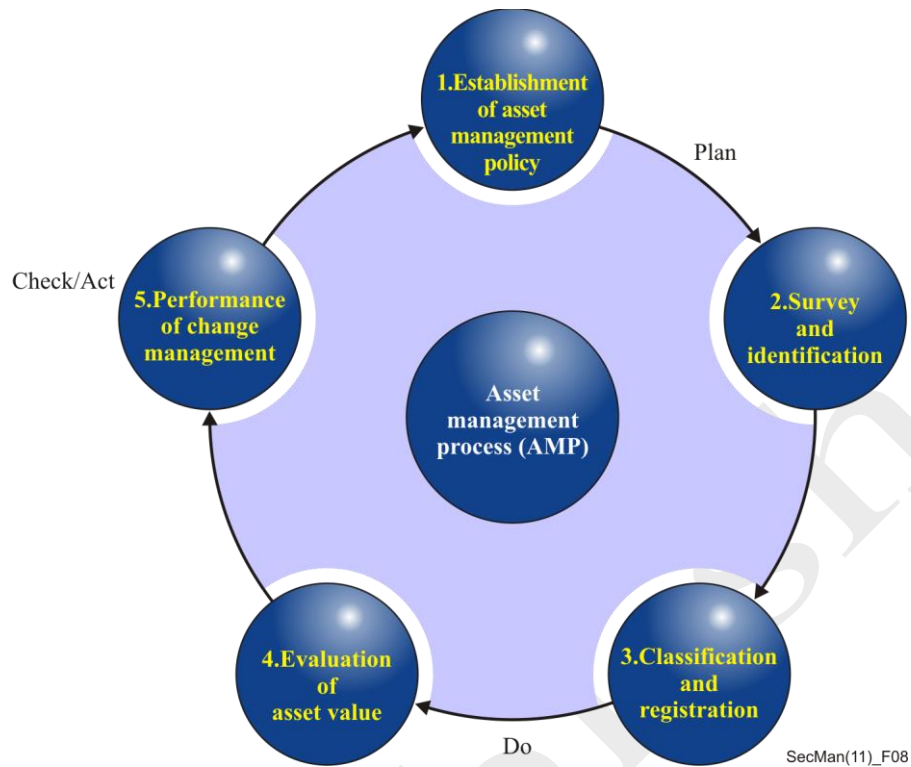 1.Establishment
of asset
management
policy
Plan
Check/Act
5.Performance
of change
management
2.Survey
and
identification
Asset
management
process (AMP)
4.Evaluation
of
asset value
3.Classification
and
registration
Do
SecMan(11)_F08